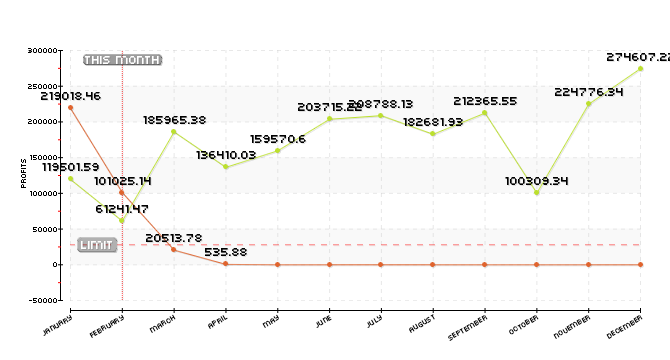 300000
THIS MONTH
274607.22
250000
219018.46
224776.34
203715.22
208788.13
212365.55
200000
185965.38
182681.93
159570.6
150000
136410.03
119501.59
101025.14
100309.34
100000
PROFITS
61241.47
50000
LIMIT
20513.78
535.88
0
-50000
JANUARY
FEBRUARY
MARCH
APRIL
MAY
JUNE
JULY
AUGUST
SEPTEMBER
OCTOBER
NOVEMBER
DECEMBER